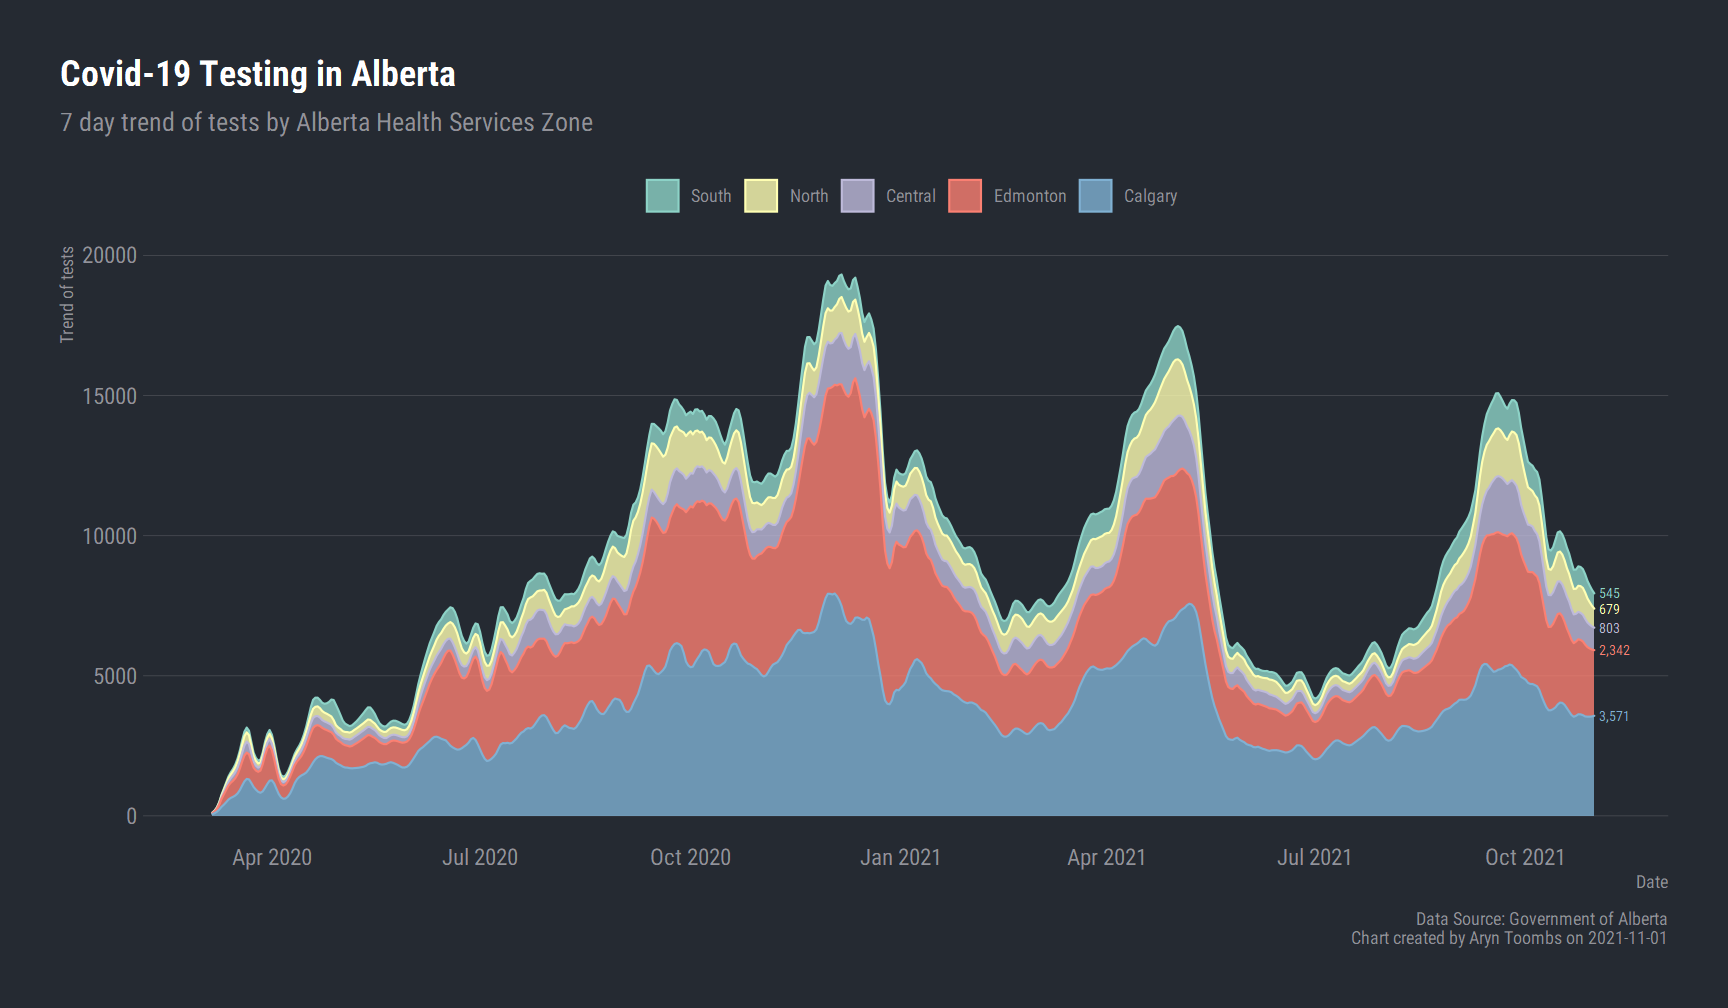 Covid-19 Testing in Alberta
7 day trend of tests by Alberta Health Services Zone
South North Central Edmonton Calgary
Trend of tests
20000
15000
10000
5000
0
545
679
803
2,342
3,571
Apr 2020 Jul 2020 Oct 2020 Jan 2021 Apr 2021 Jul 2021 Oct 2021
Date
Data Source: Government of Alberta
Chart created by Aryn Toombs on 2021-11-01